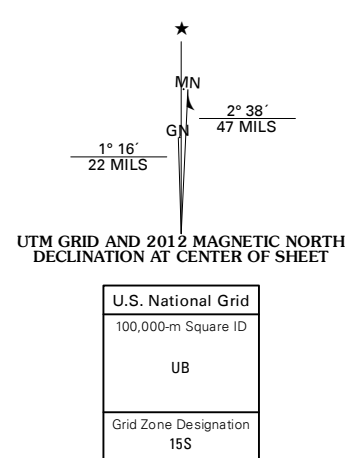 ★
MN
GN
2° 38´
47 MILS
1° 16´
22 MILS
UTM GRID AND 2012 MAGNETIC NORTH
DECLINATION AT CENTER OF SHEET
U.S. National Grid
100,000-m Square ID
UB
Grid Zone Designation
15S